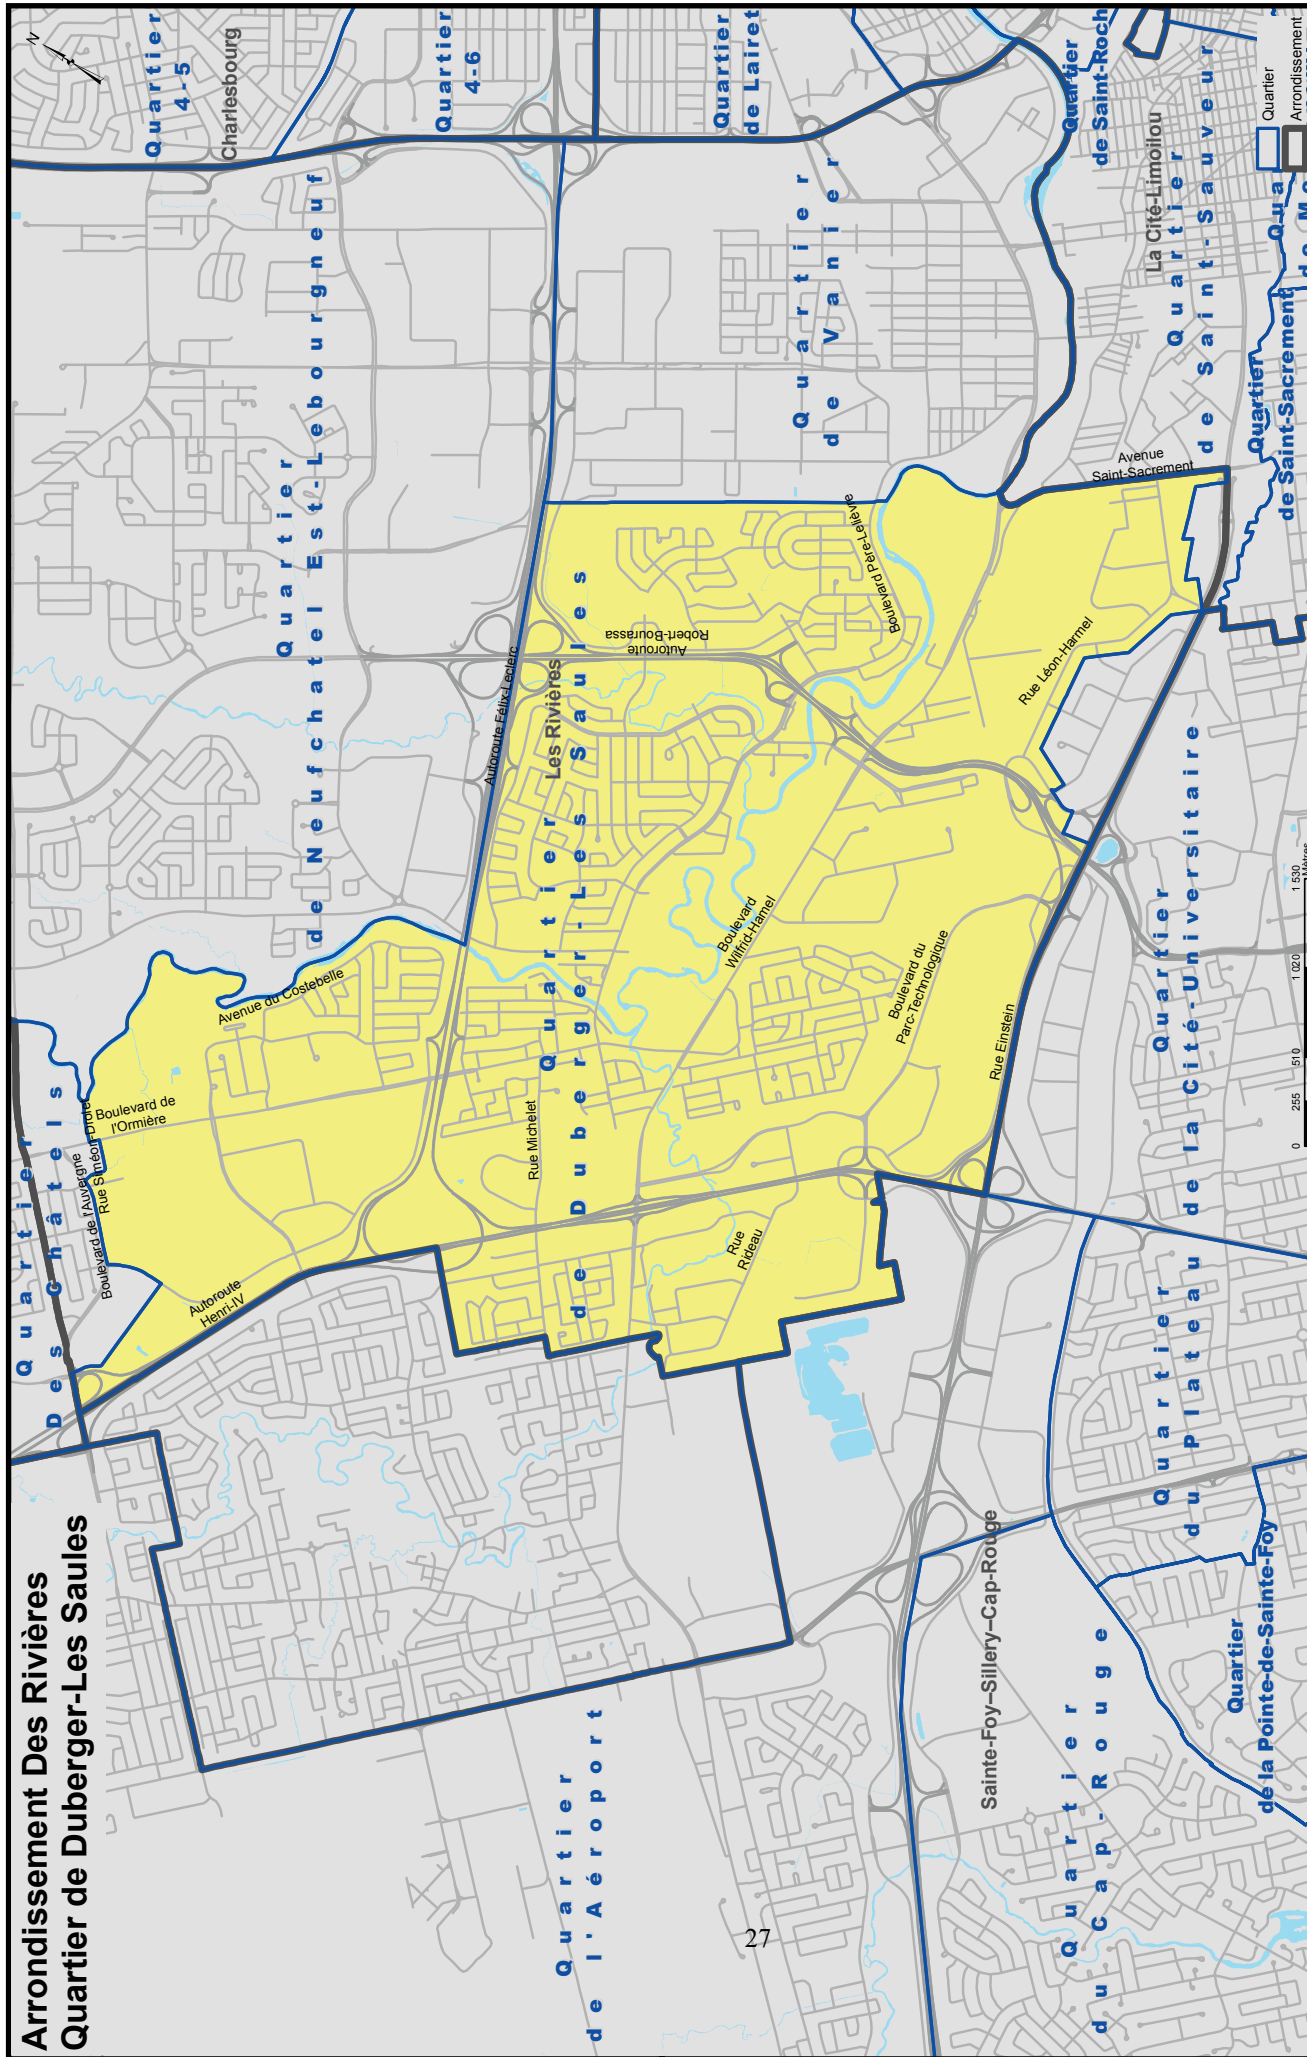 Arrondissement Des Rivières
Quartier de Duberger-Les Saules
N
Quartier
4-5
Charlesbourg
Quartier
4-6
Quartier
de Lairet
Quartier
de Saint-Roch
La Cité-Limoilou
Quartier
de Saint-Sauveur
Quartier
de Saint-Sacrement
Quartier
de Vanier
Quartier
de Neufchatel Est-Lebourgneuf
Quartier
Des Châtels
Boulevard de l'Auvergne
Rue Siméon-Drolet
Boulevard de
l'Ormière
Avenue du Costebelle
Autoroute
Henri-IV
Autoroute Félix-Leclerc
Les Rivières
Quartier
de Duberger-Les Saules
Autoroute
Robert-Bourassa
Boulevard Père-Lelièvre
Avenue
Saint-Sacrement
Rue Léon-Harmel
Boulevard
Wilfrid-Hamel
Boulevard du
Parc-Technologique
Rue Einstein
Rue Michelet
Rue
Rideau
Quartier
de la Cité-Universitaire
Quartier
du Plateau
Quartier
de la Pointe-de-Sainte-Foy
Sainte-Foy–Sillery–Cap-Rouge
Quartier
du Cap-Rouge
Quartier
de l'Aéroport
Quartier
Arrondissement
0 255 510 1 020 1 530
Mètres
27